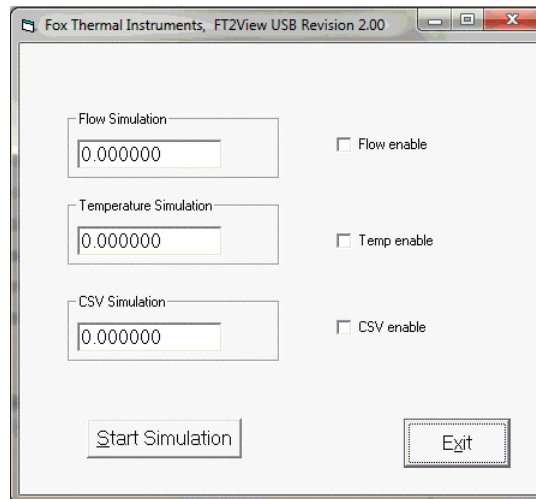 Fox Thermal Instruments, FT2View USB Revision 2.00
Flow Simulation
0.000000
Flow enable
Temperature Simulation
0.000000
Temp enable
CSV Simulation
0.000000
CSV enable
Start Simulation
Exit